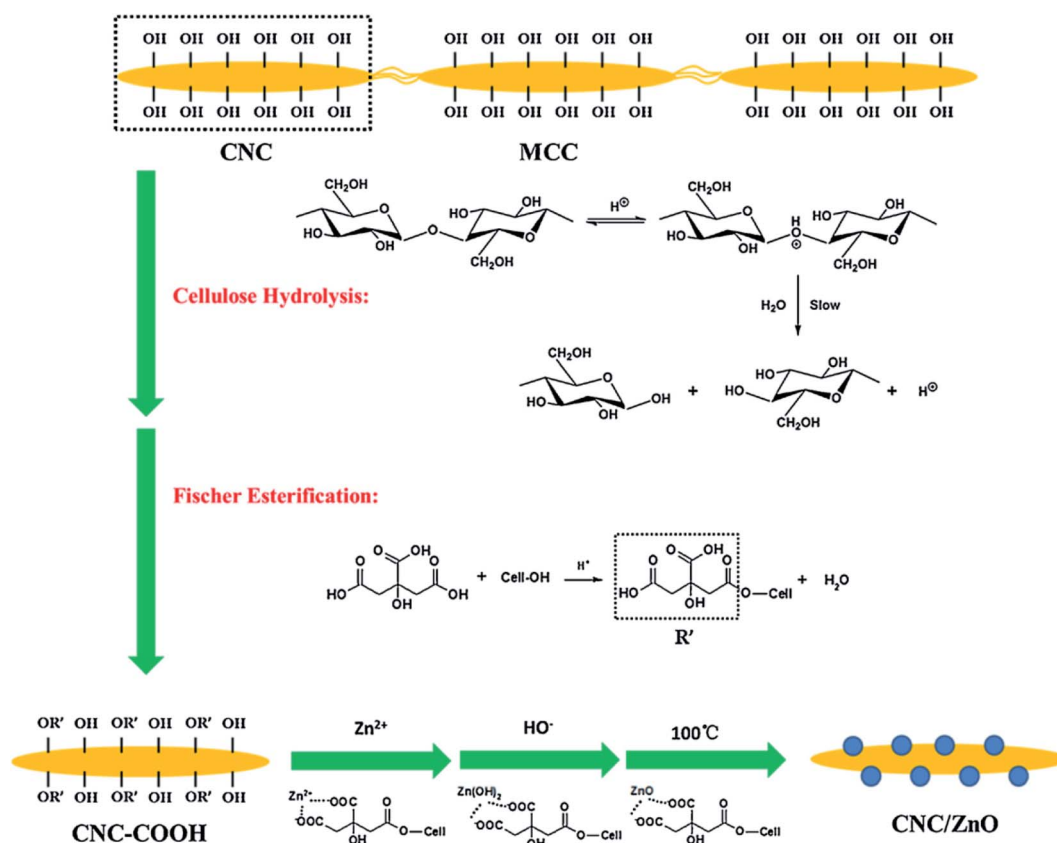 OH OH OH OH OH OH OH OH OH OH OH OH OH OH OH OH OH OH
OH OH OH OH OH OH OH OH OH OH OH OH OH OH OH OH OH OH
CNC MCC
CH₂OH OH CH₂OH OH
O HO H⊕ O H HO
HO O O HO O⊕ O
HO OH HO OH
CH₂OH CH₂OH
Cellulose Hydrolysis:
H₂O Slow
CH₂OH OH
O HO
HO OH OH + HO O + H⊕
CH₂OH
Fischer Esterification:
O OH O OH
O O O O
HO OH OH + Cell-OH H⁺ HO OH O—Cell + H₂O
R'
OR' OH OR' OH OR' OH
Zn²⁺ HO⁻ 100℃
OR' OH OR' OH OR' OH
CNC-COOH
Zn²⁺ OOC O
OOC OH O—Cell
Zn(OH)₂ OOC O
OOC OH O—Cell
ZnO OOC O
OOC OH O—Cell
CNC/ZnO